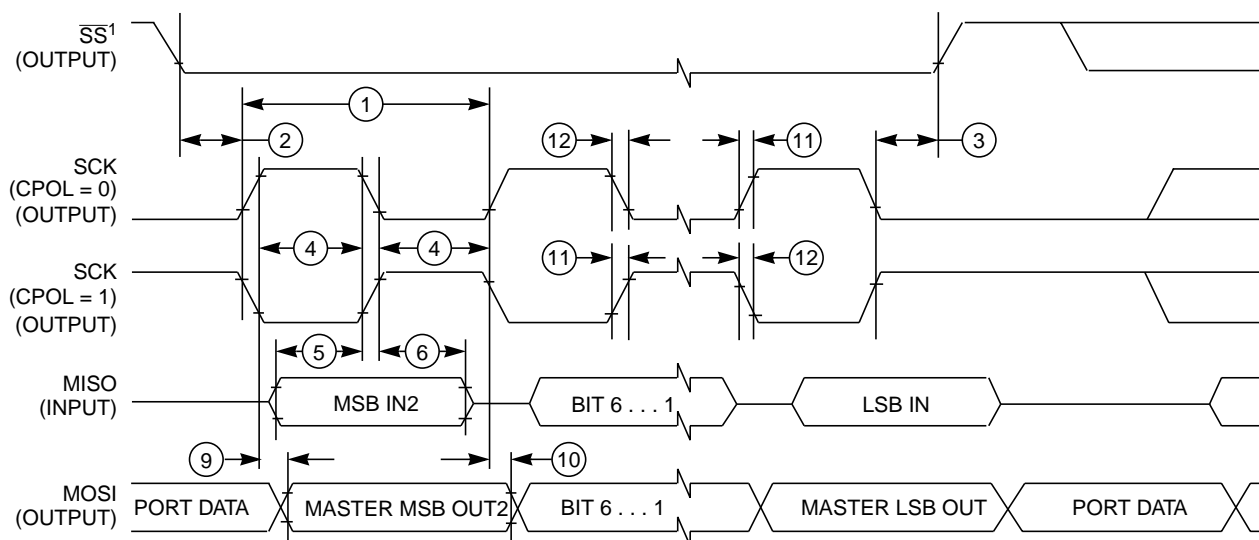 SS¹
(OUTPUT)
1
2
12
11
3
SCK
(CPOL = 0)
(OUTPUT)
4
4
SCK
(CPOL = 1)
(OUTPUT)
11
12
5
6
MISO
(INPUT)
MSB IN2
BIT 6 . . . 1
LSB IN
9
10
MOSI
(OUTPUT)
PORT DATA
MASTER MSB OUT2
BIT 6 . . . 1
MASTER LSB OUT
PORT DATA